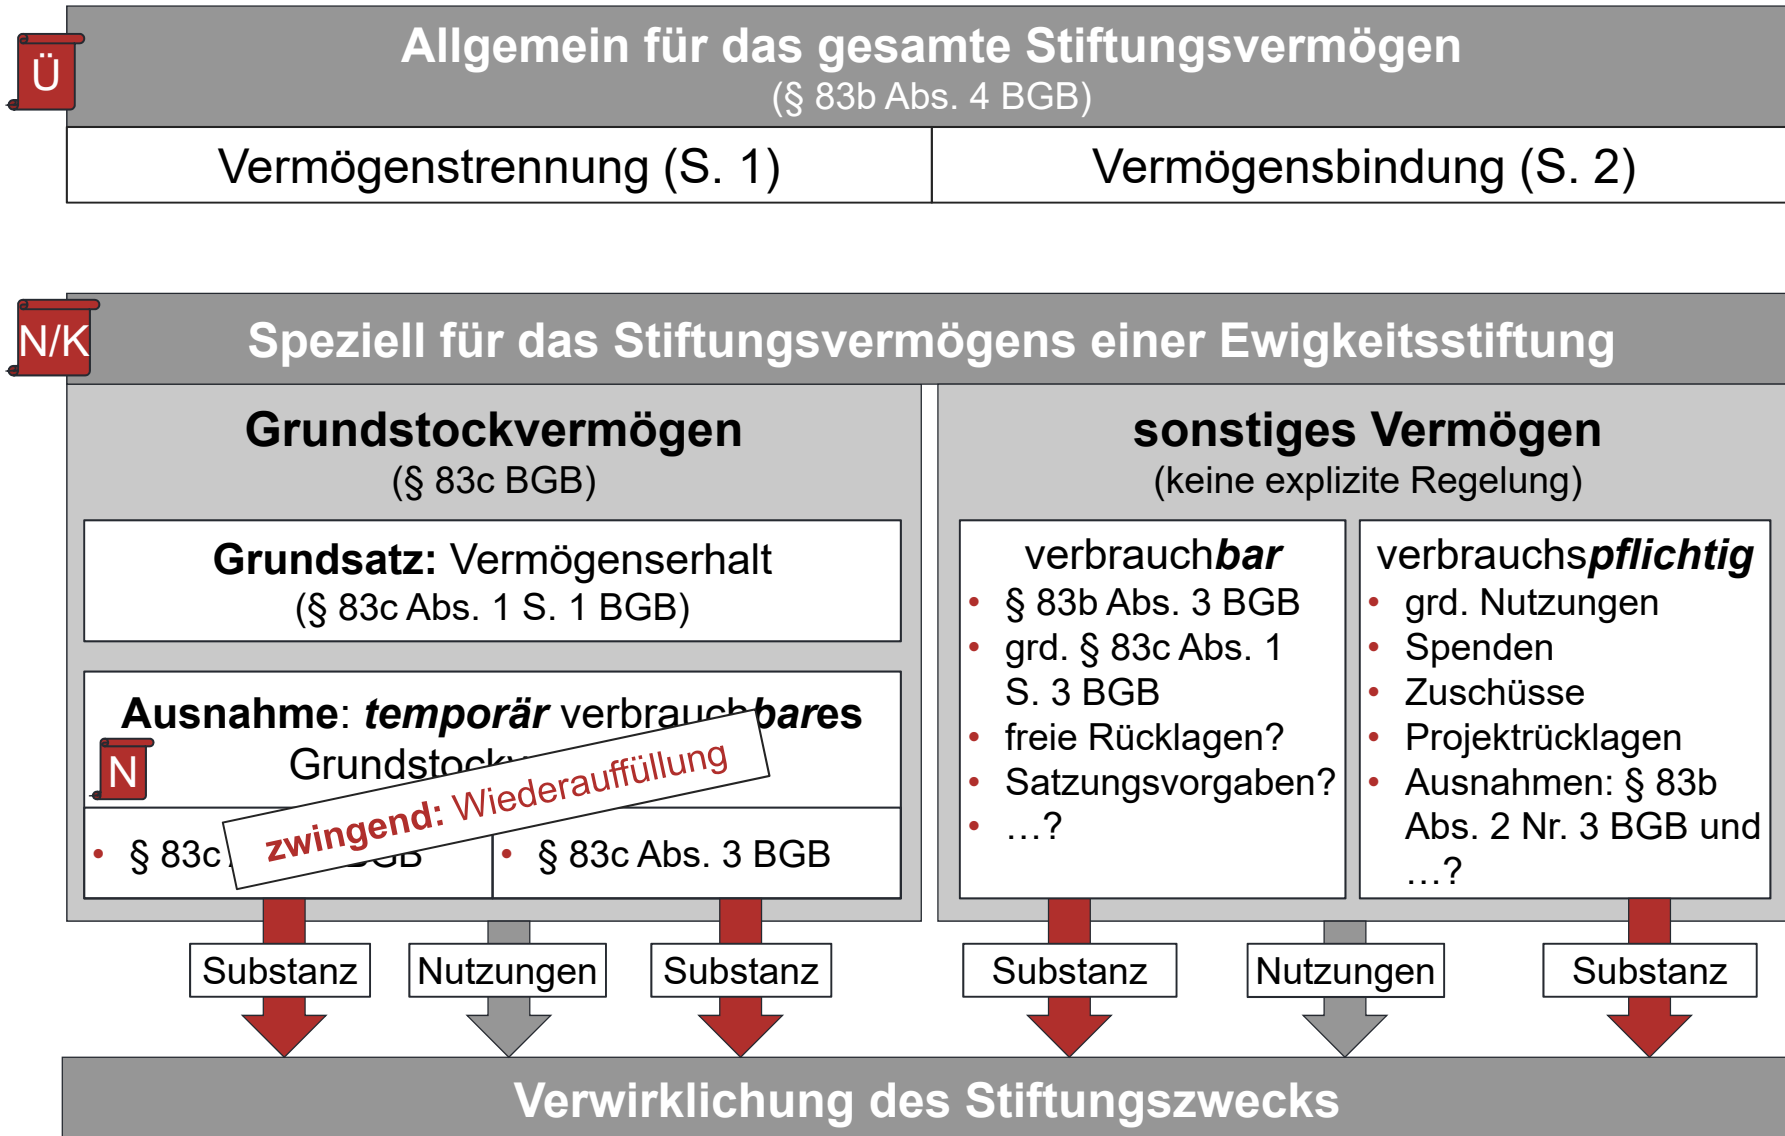 Ü
Allgemein für das gesamte Stiftungsvermögen
(§ 83b Abs. 4 BGB)
Vermögenstrennung (S. 1)
Vermögensbindung (S. 2)
N/K
Speziell für das Stiftungsvermögens einer Ewigkeitsstiftung
Grundstockvermögen
(§ 83c BGB)
Grundsatz: Vermögenserhalt
(§ 83c Abs. 1 S. 1 BGB)
Ausnahme: temporär verbrauchbares
N
zwingend: Wiederauffüllung
• § 83c
BGB
• § 83c Abs. 3 BGB
sonstiges Vermögen
(keine explizite Regelung)
verbrauchbar
• § 83b Abs. 3 BGB
• grd. § 83c Abs. 1
S. 3 BGB
• freie Rücklagen?
• Satzungsvorgaben?
• …?
verbrauchspflichtig
• grd. Nutzungen
• Spenden
• Zuschüsse
• Projektrücklagen
• Ausnahmen: § 83b
Abs. 2 Nr. 3 BGB und
…?
Substanz
Nutzungen
Substanz
Substanz
Nutzungen
Substanz
Verwirklichung des Stiftungszwecks